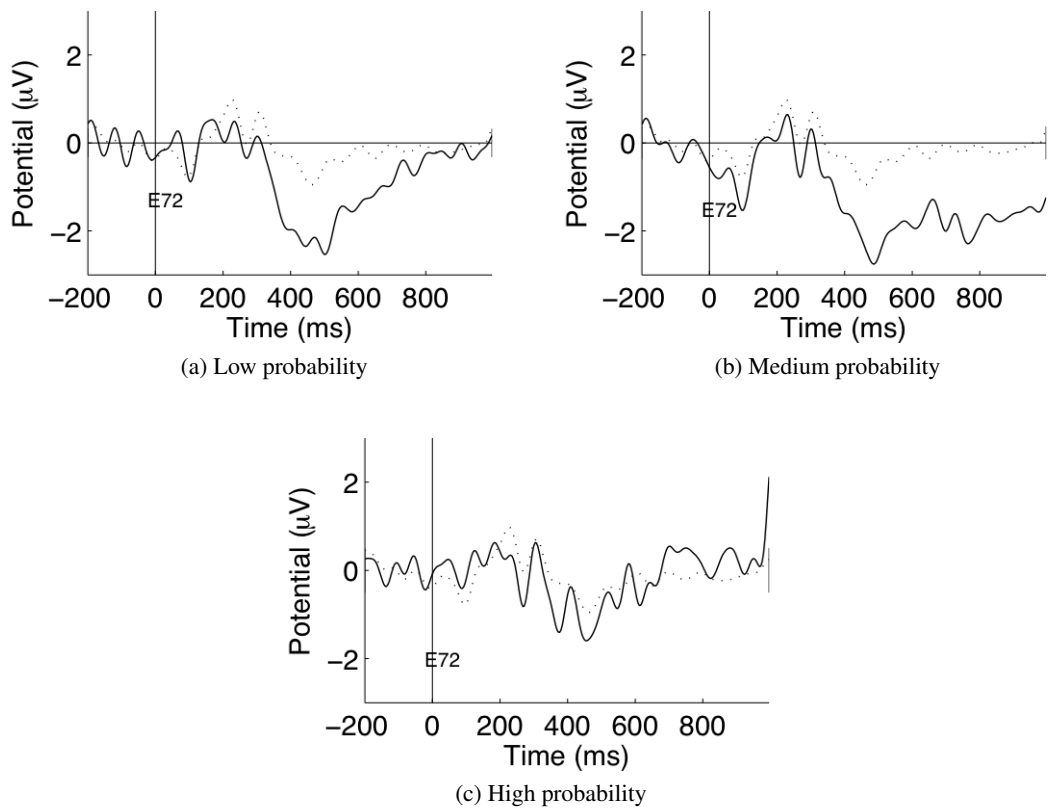 2
0
−2
Potential (μV)
E72
−200 0 200 400 600 800
Time (ms)
(a) Low probability
2
0
−2
Potential (μV)
E72
−200 0 200 400 600 800
Time (ms)
(b) Medium probability
2
0
−2
Potential (μV)
E72
−200 0 200 400 600 800
Time (ms)
(c) High probability